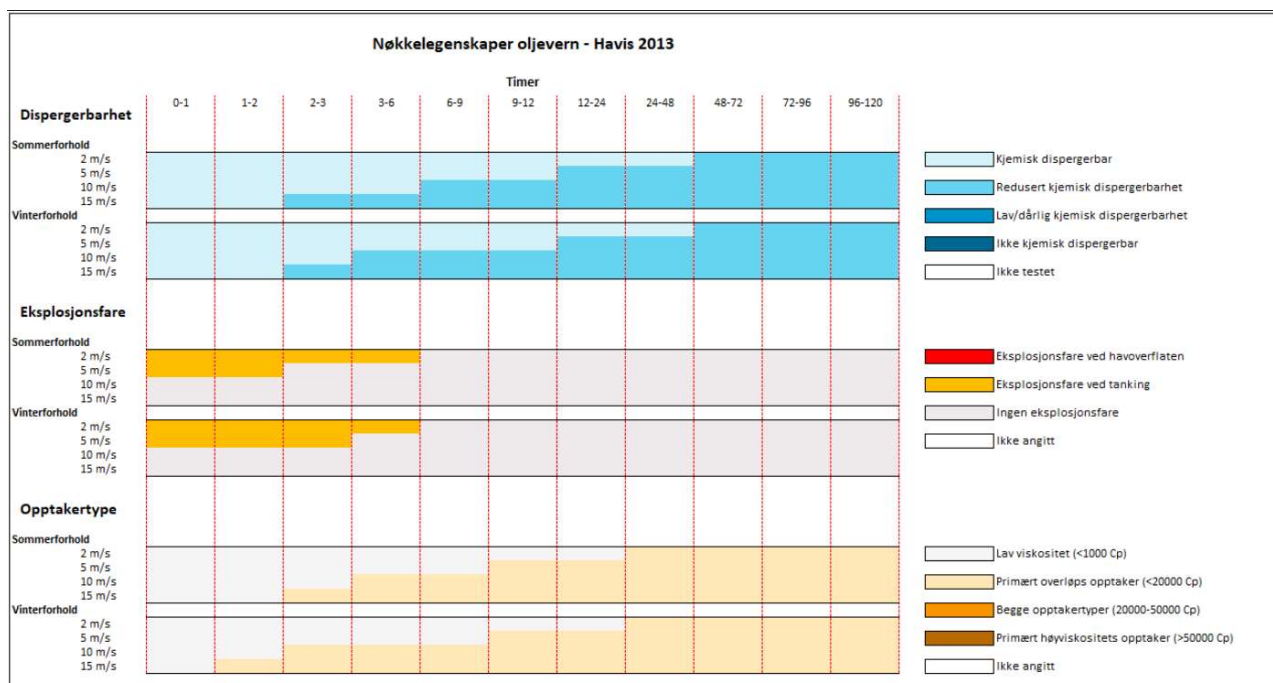 Nøkkelegenskaper oljevern - Havis 2013
Timer
0-1 1-2 2-3 3-6 6-9 9-12 12-24 24-48 48-72 72-96 96-120
Dispergerbarhet
Sommerforhold
2 m/s
5 m/s
10 m/s
15 m/s
Vinterforhold
2 m/s
5 m/s
10 m/s
15 m/s
Kjemisk dispergerbar
Redusert kjemisk dispergerbarhet
Lav/dårlig kjemisk dispergerbarhet
Ikke kjemisk dispergerbar
Ikke testet
Eksplosjonsfare
Sommerforhold
2 m/s
5 m/s
10 m/s
15 m/s
Vinterforhold
2 m/s
5 m/s
10 m/s
15 m/s
Eksplosjonsfare ved havoverflaten
Eksplosjonsfare ved tanking
Ingen eksplosjonsfare
Ikke angitt
Opptakertype
Sommerforhold
2 m/s
5 m/s
10 m/s
15 m/s
Vinterforhold
2 m/s
5 m/s
10 m/s
15 m/s
Lav viskositet (<1000 Cp)
Primært overløps opptaker (<20000 Cp)
Begge opptakertyper (20000-50000 Cp)
Primært høyviskositets opptaker (>50000 Cp)
Ikke angitt